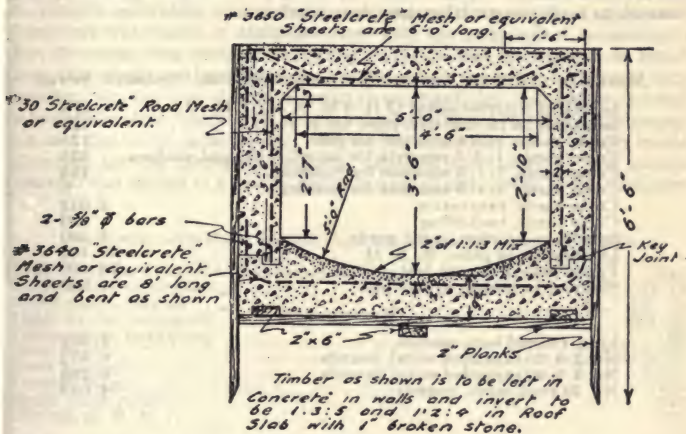 #3650 "Steelcrete" Mesh or equivalent
Sheets are 6'-0" long.
1'-6"
30 "Steelcrete" Road Mesh
or equivalent.
5'-0"
4'-6"
2'-7"
3'-6"
2'-10"
6'-6"
9"
2"
5'-0" Rad.
2- 5/8" ϕ bars
2" of 1:1:3 Mix
Key
Joint
#3640 "Steelcrete"
Mesh or equivalent.
Sheets are 8' long
and bent as shown
2"x6"
2" Planks
Timber as shown is to be left in
Concrete in walls and invert to
be 1:3:5 and 1:2:4 in Roof
Slab with 1" broken stone.